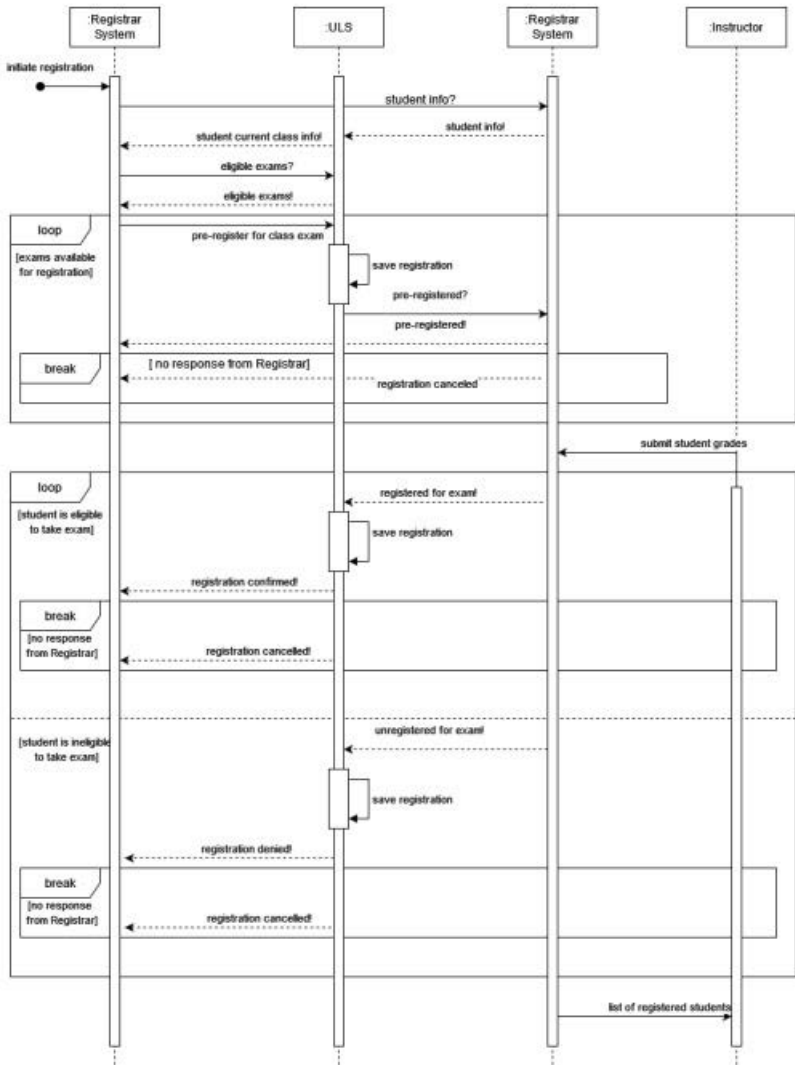 :Registrar
System
:ULS
:Registrar
System
:Instructor
initiate registration
student info?
student info!
student current class info!
eligible exams?
eligible exams!
loop
pre-register for class exam
[exams available
for registration]
save registration
pre-registered?
pre-registered!
break
[ no response from Registrar]
registration canceled
submit student grades
loop
registered for exam!
[student is eligible
to take exam]
save registration
registration confirmed!
break
[no response
from Registrar]
registration cancelled!
unregistered for exam!
[student is ineligible
to take exam]
save registration
registration denied!
break
[no response
from Registrar]
registration cancelled!
list of registered students